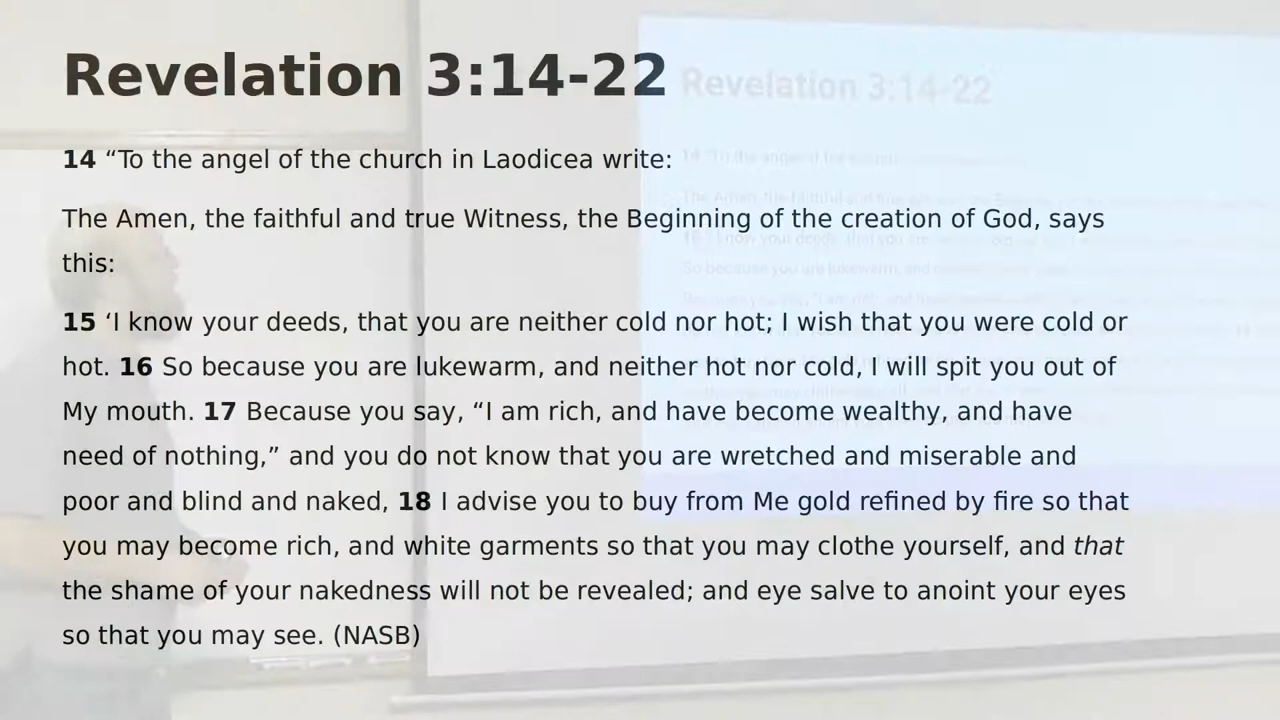 Revelation 3:14-22
14 “To the angel of the church in Laodicea write:
The Amen, the faithful and true Witness, the Beginning of the creation of God, says
this:
15 ‘I know your deeds, that you are neither cold nor hot; I wish that you were cold or
hot. 16 So because you are lukewarm, and neither hot nor cold, I will spit you out of
My mouth. 17 Because you say, “I am rich, and have become wealthy, and have
need of nothing,” and you do not know that you are wretched and miserable and
poor and blind and naked, 18 I advise you to buy from Me gold refined by fire so that
you may become rich, and white garments so that you may clothe yourself, and that
the shame of your nakedness will not be revealed; and eye salve to anoint your eyes
so that you may see. (NASB)
Revelation 3:14-22